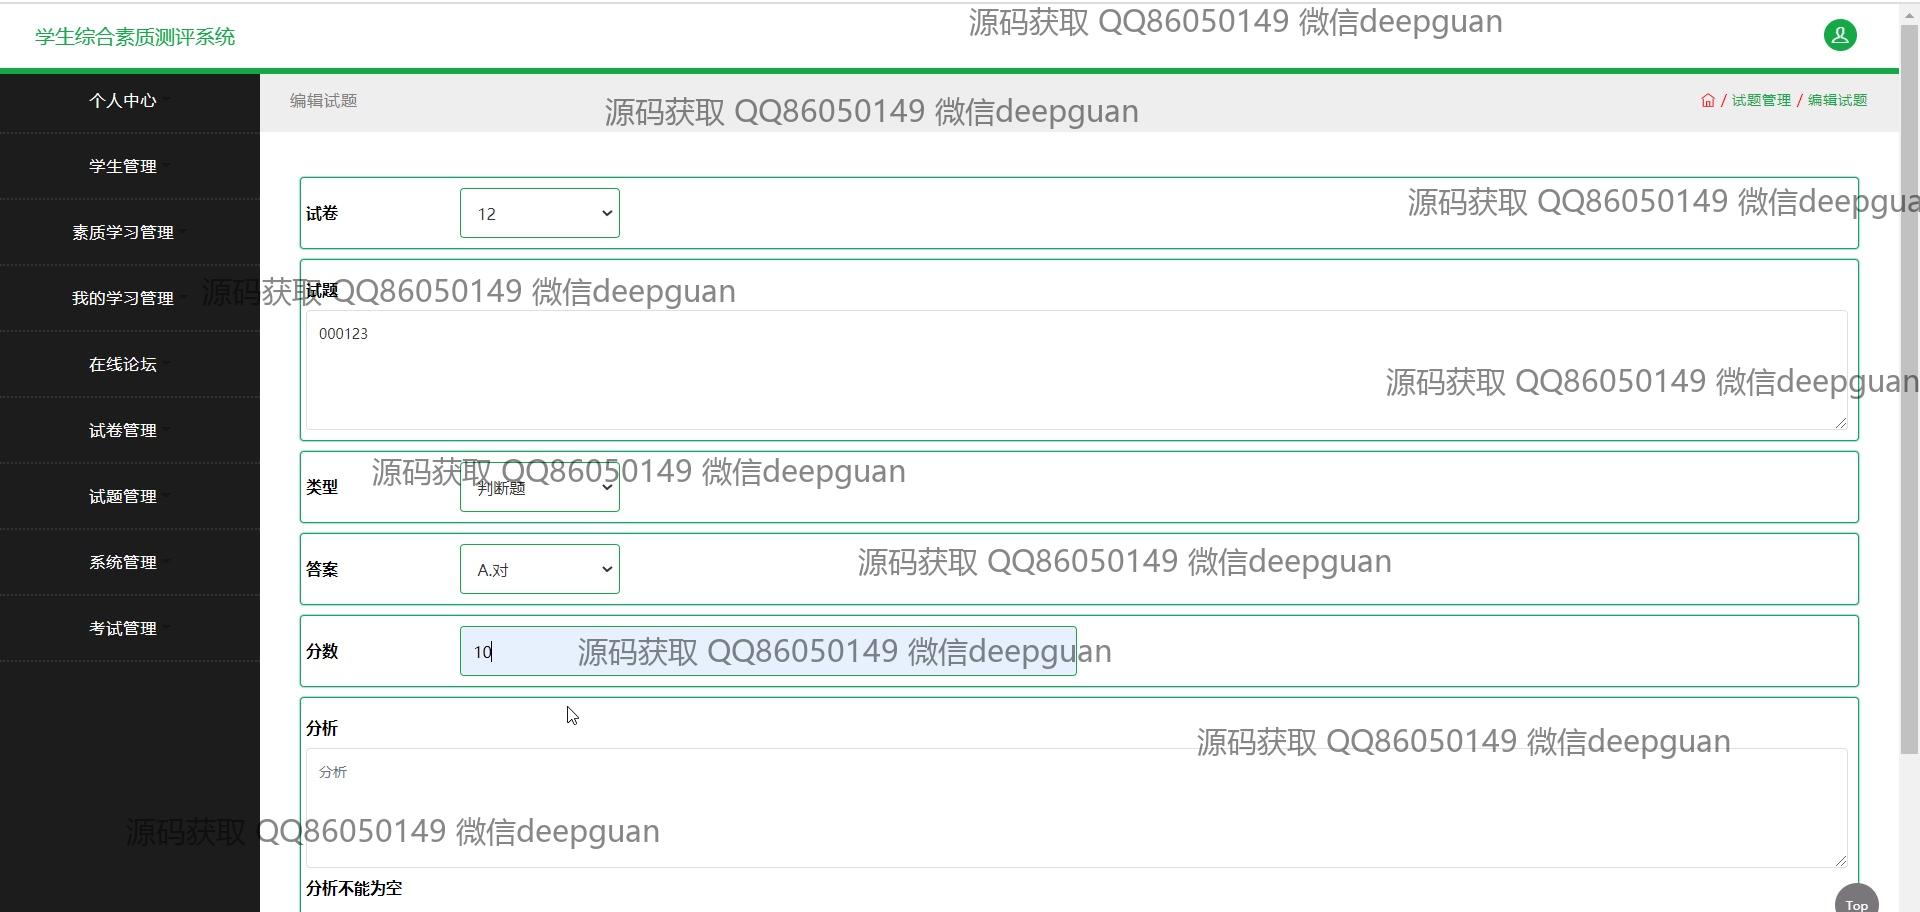 源码获取 QQ86050149 微信deepguan
学生综合素质测评系统
个人中心
编辑试题
源码获取 QQ86050149 微信deepguan
/ 试题管理 / 编辑试题
学生管理
试卷
12
源码获取 QQ86050149 微信deepgua
素质学习管理
我的学习管理
源码获取 QQ86050149 微信deepguan
试题
000123
在线论坛
源码获取 QQ86050149 微信deepguan
试卷管理
源码获取 QQ86050149 微信deepguan
类型
判断题
试题管理
系统管理
答案
A.对
源码获取 QQ86050149 微信deepguan
考试管理
分数
10
源码获取 QQ86050149 微信deepguan
分析
源码获取 QQ86050149 微信deepguan
分析
源码获取 QQ86050149 微信deepguan
分析不能为空
Top